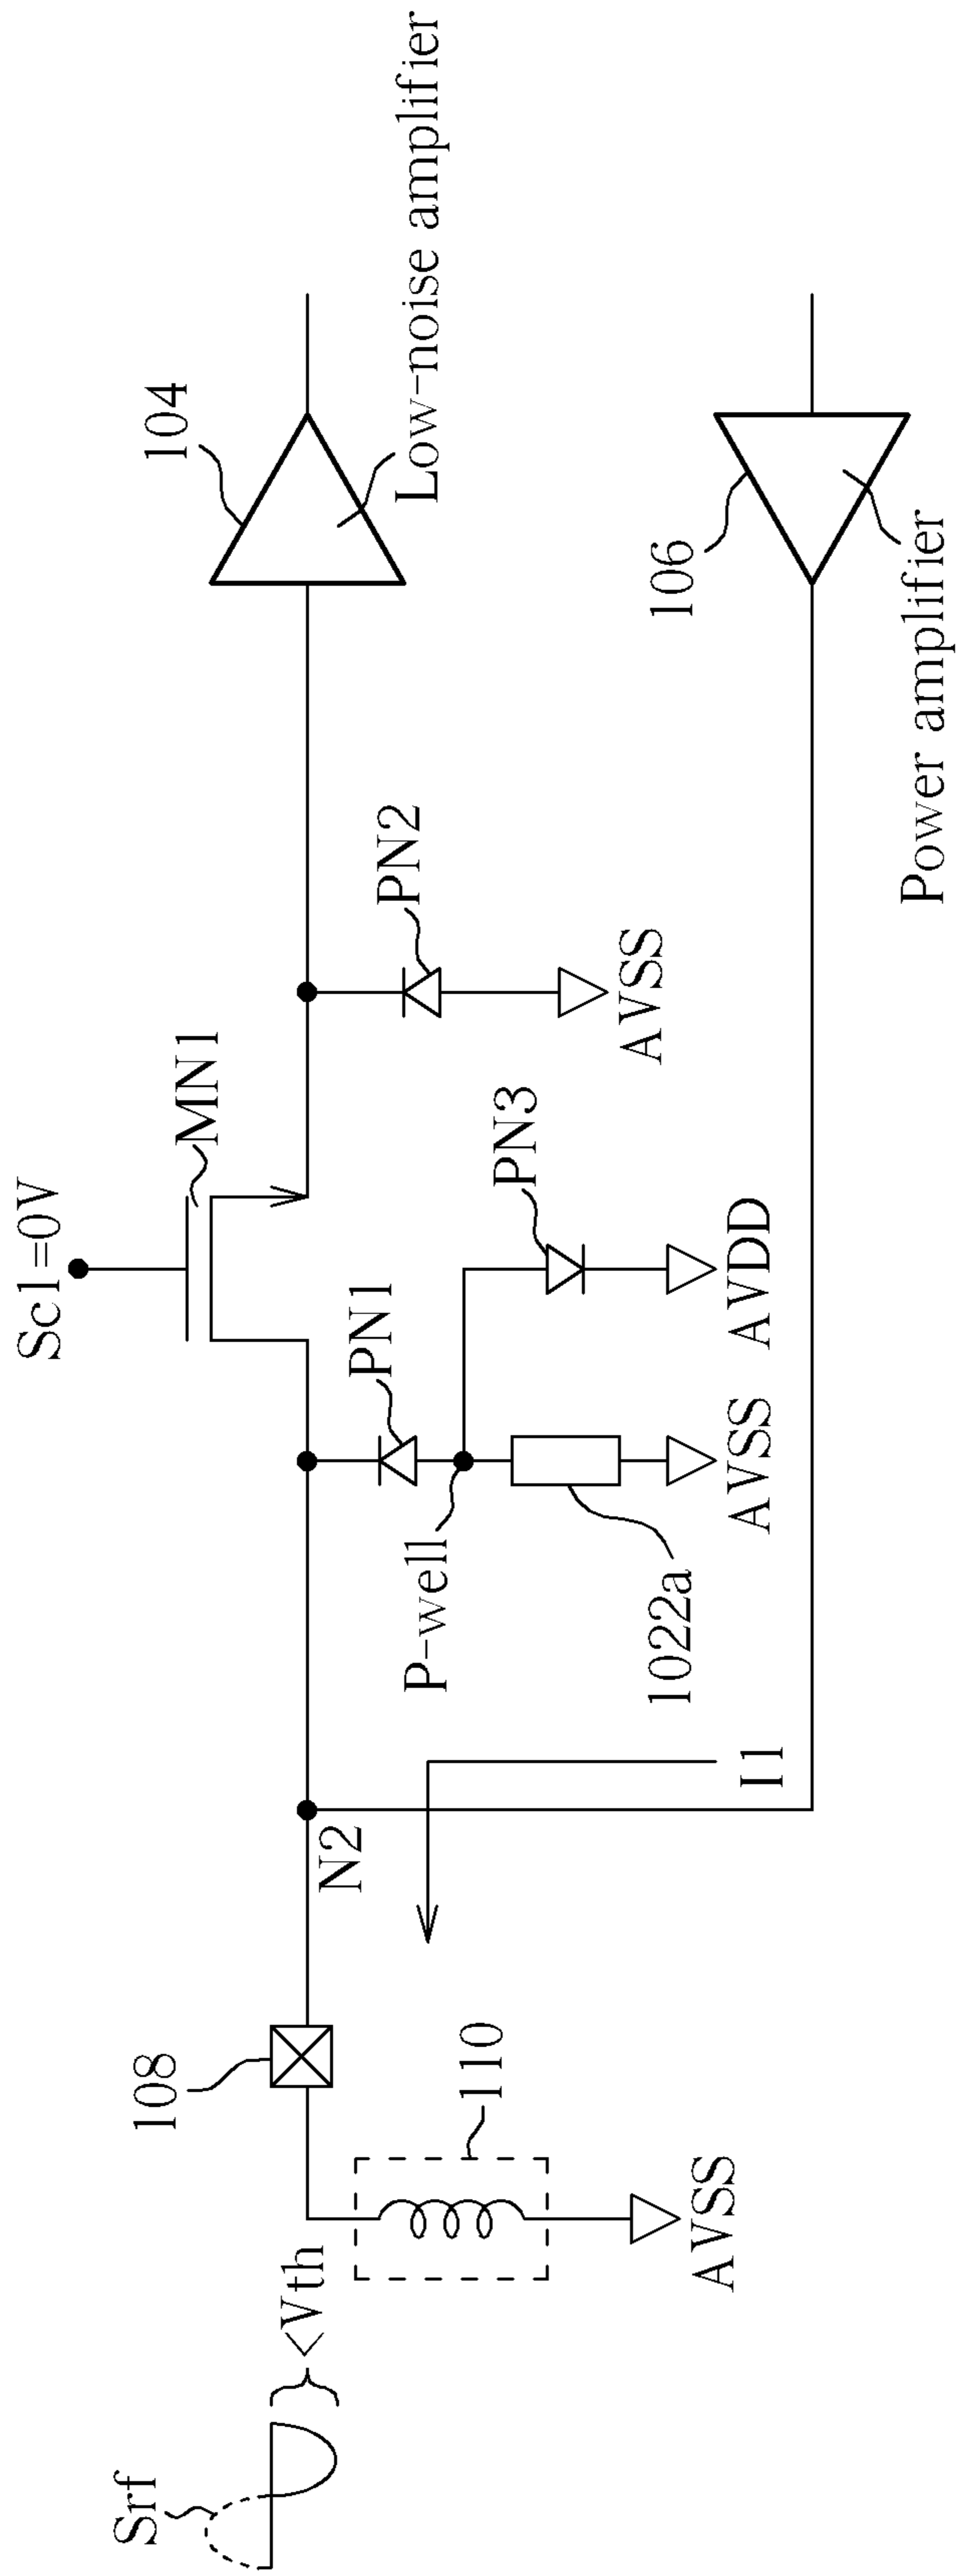 Sc1=0V
MN1
104
Low-noise amplifier
PN2
AVSS
PN1
PN3
P-well
AVDD
AVSS
1022a
106
Power amplifier
N2
I1
108
110
AVSS
Srf
<Vth